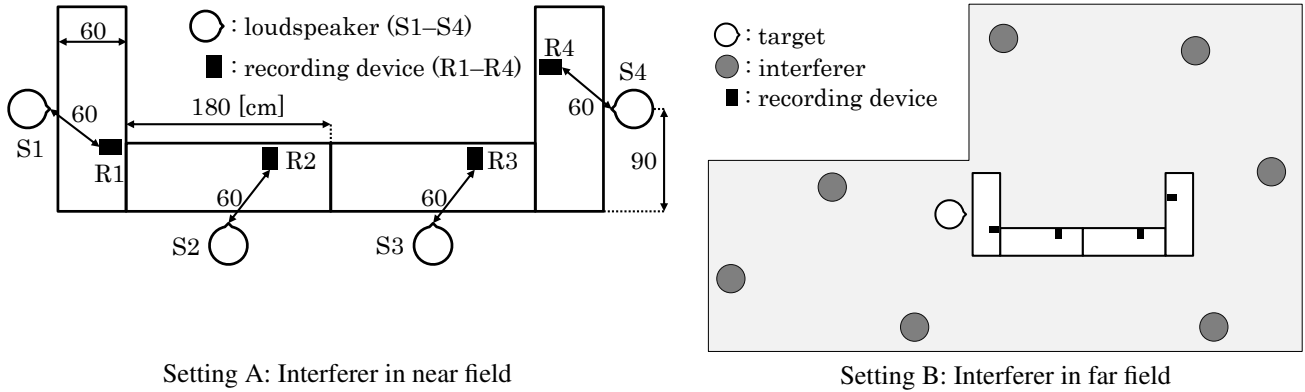 60
: loudspeaker (S1–S4)
: recording device (R1–R4)
R4
S4
60
180 [cm]
60
S1
R1
R2
R3
90
60
60
S2
S3
Setting A: Interferer in near field
: target
: interferer
: recording device
Setting B: Interferer in far field